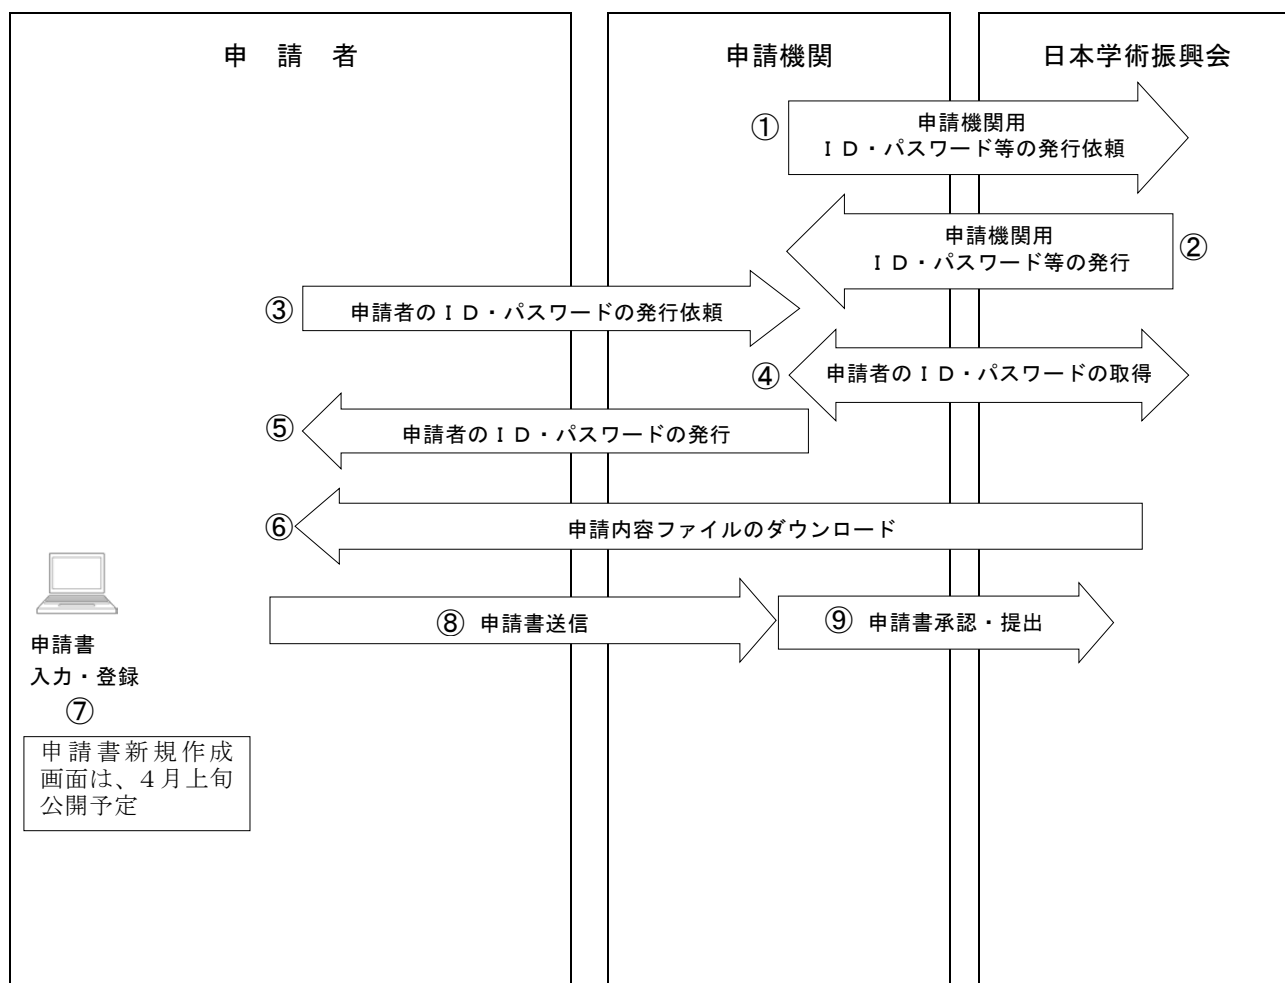 申　請　者
申請機関
日本学術振興会
①
申請機関用
ＩＤ・パスワード等の発行依頼
申請機関用
ＩＤ・パスワード等の発行
②
③
申請者のＩＤ・パスワードの発行依頼
④
申請者のＩＤ・パスワードの取得
⑤
申請者のＩＤ・パスワードの発行
⑥
申請内容ファイルのダウンロード
⑧ 申請書送信
⑨ 申請書承認・提出
申請書
入力・登録
⑦
申請書新規作成
画面は、４月上旬
公開予定